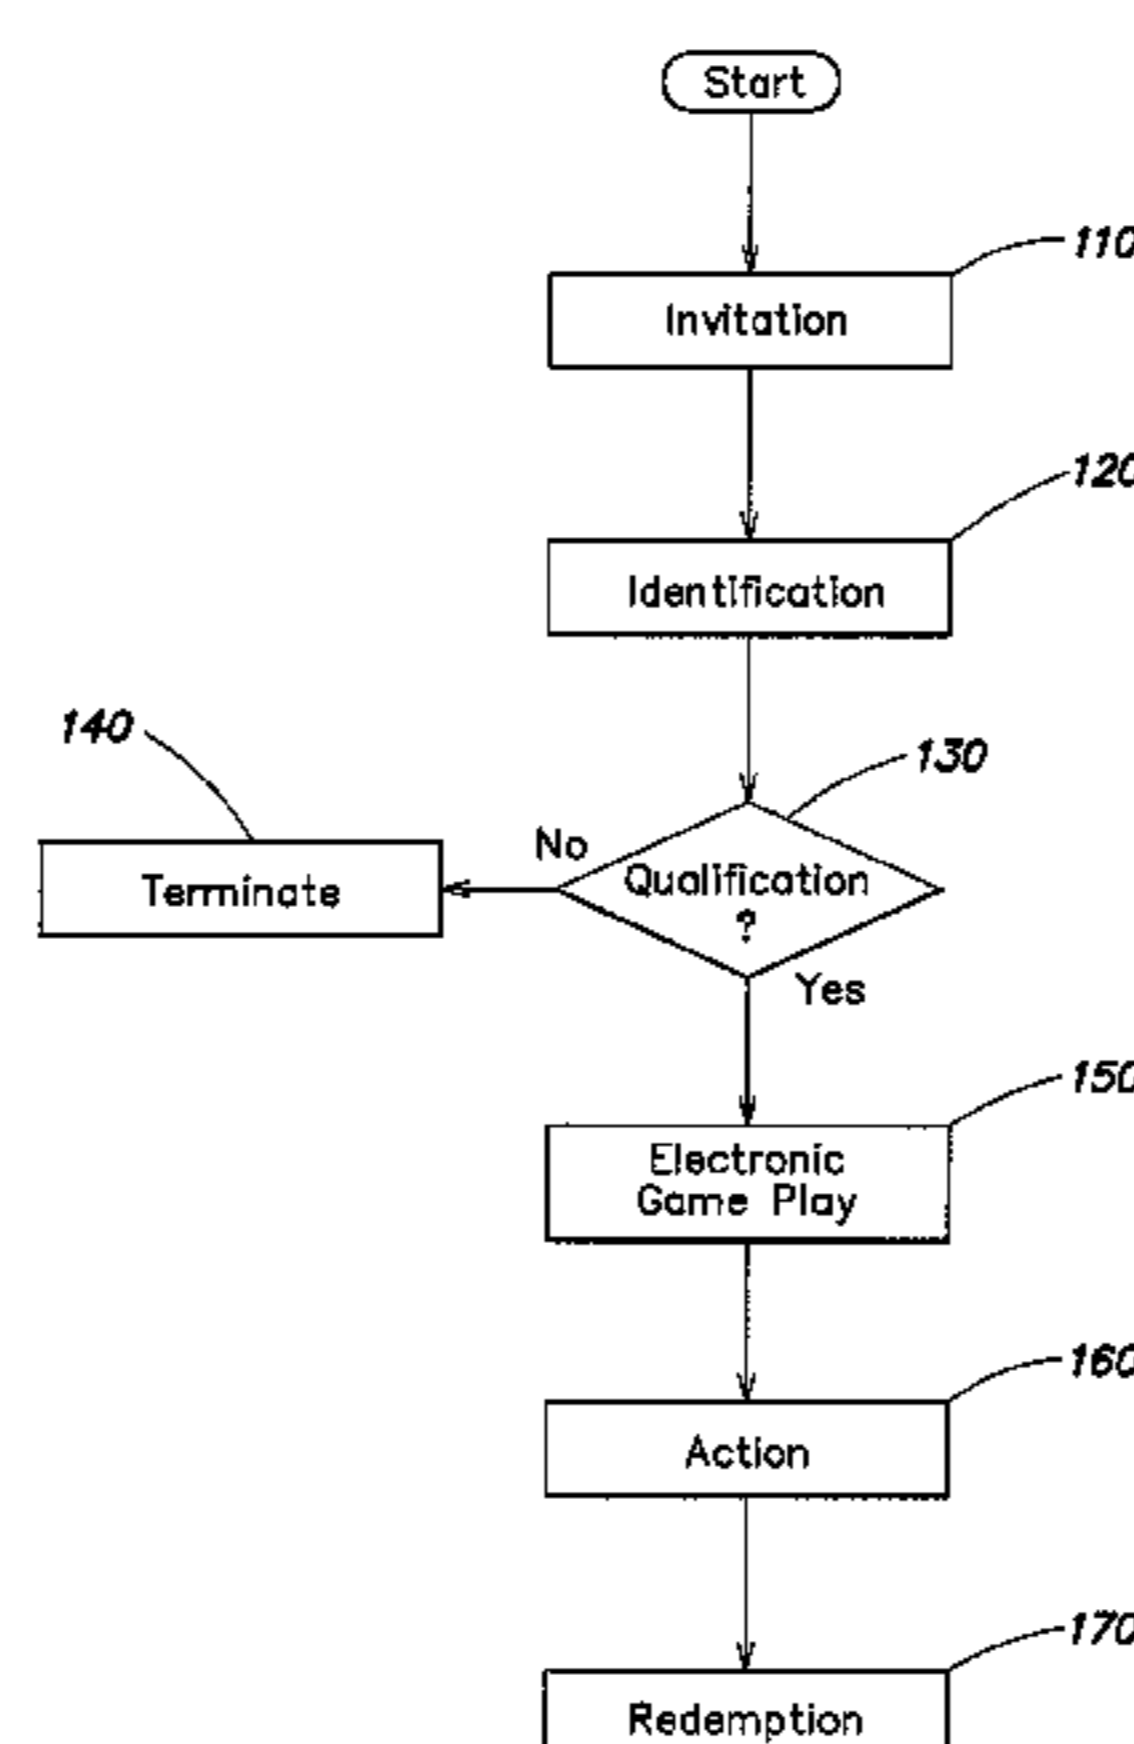 Start
110
Invitation
120
Identification
140
130
No
Terminate
Qualification
?
Yes
150
Electronic
Game Play
160
Action
170
Redemption